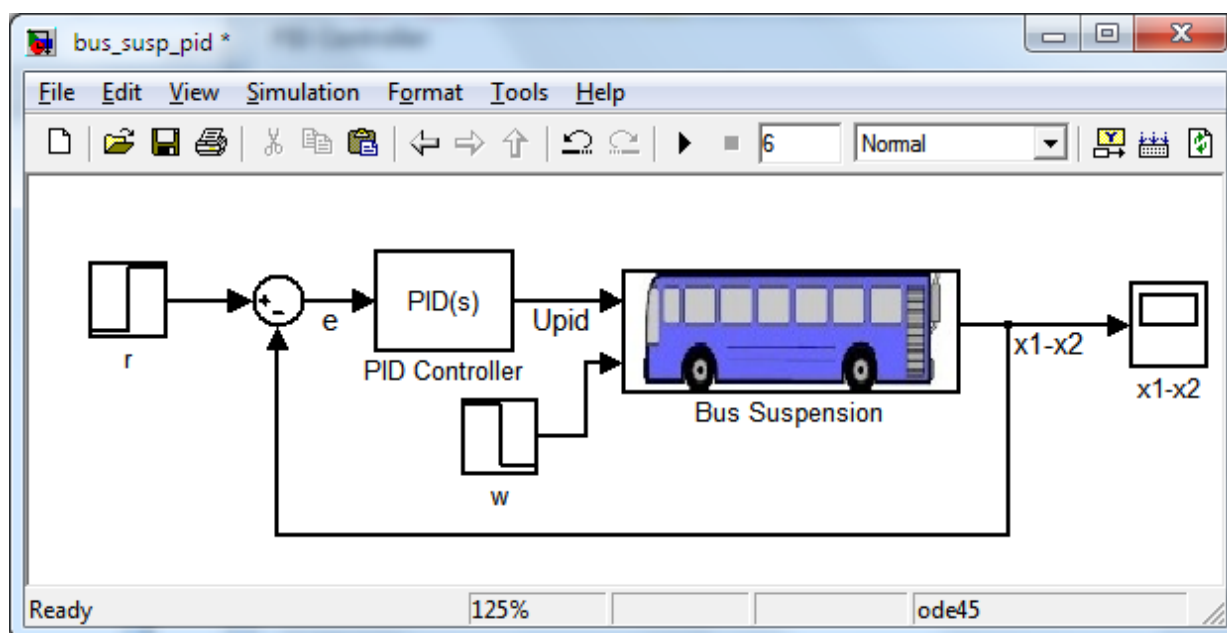 bus_susp_pid *
File Edit View Simulation Format Tools Help
6 Normal
r
+
-
e
PID(s)
PID Controller
Upid
w
Bus Suspension
x1-x2
x1-x2
Ready 125% ode45